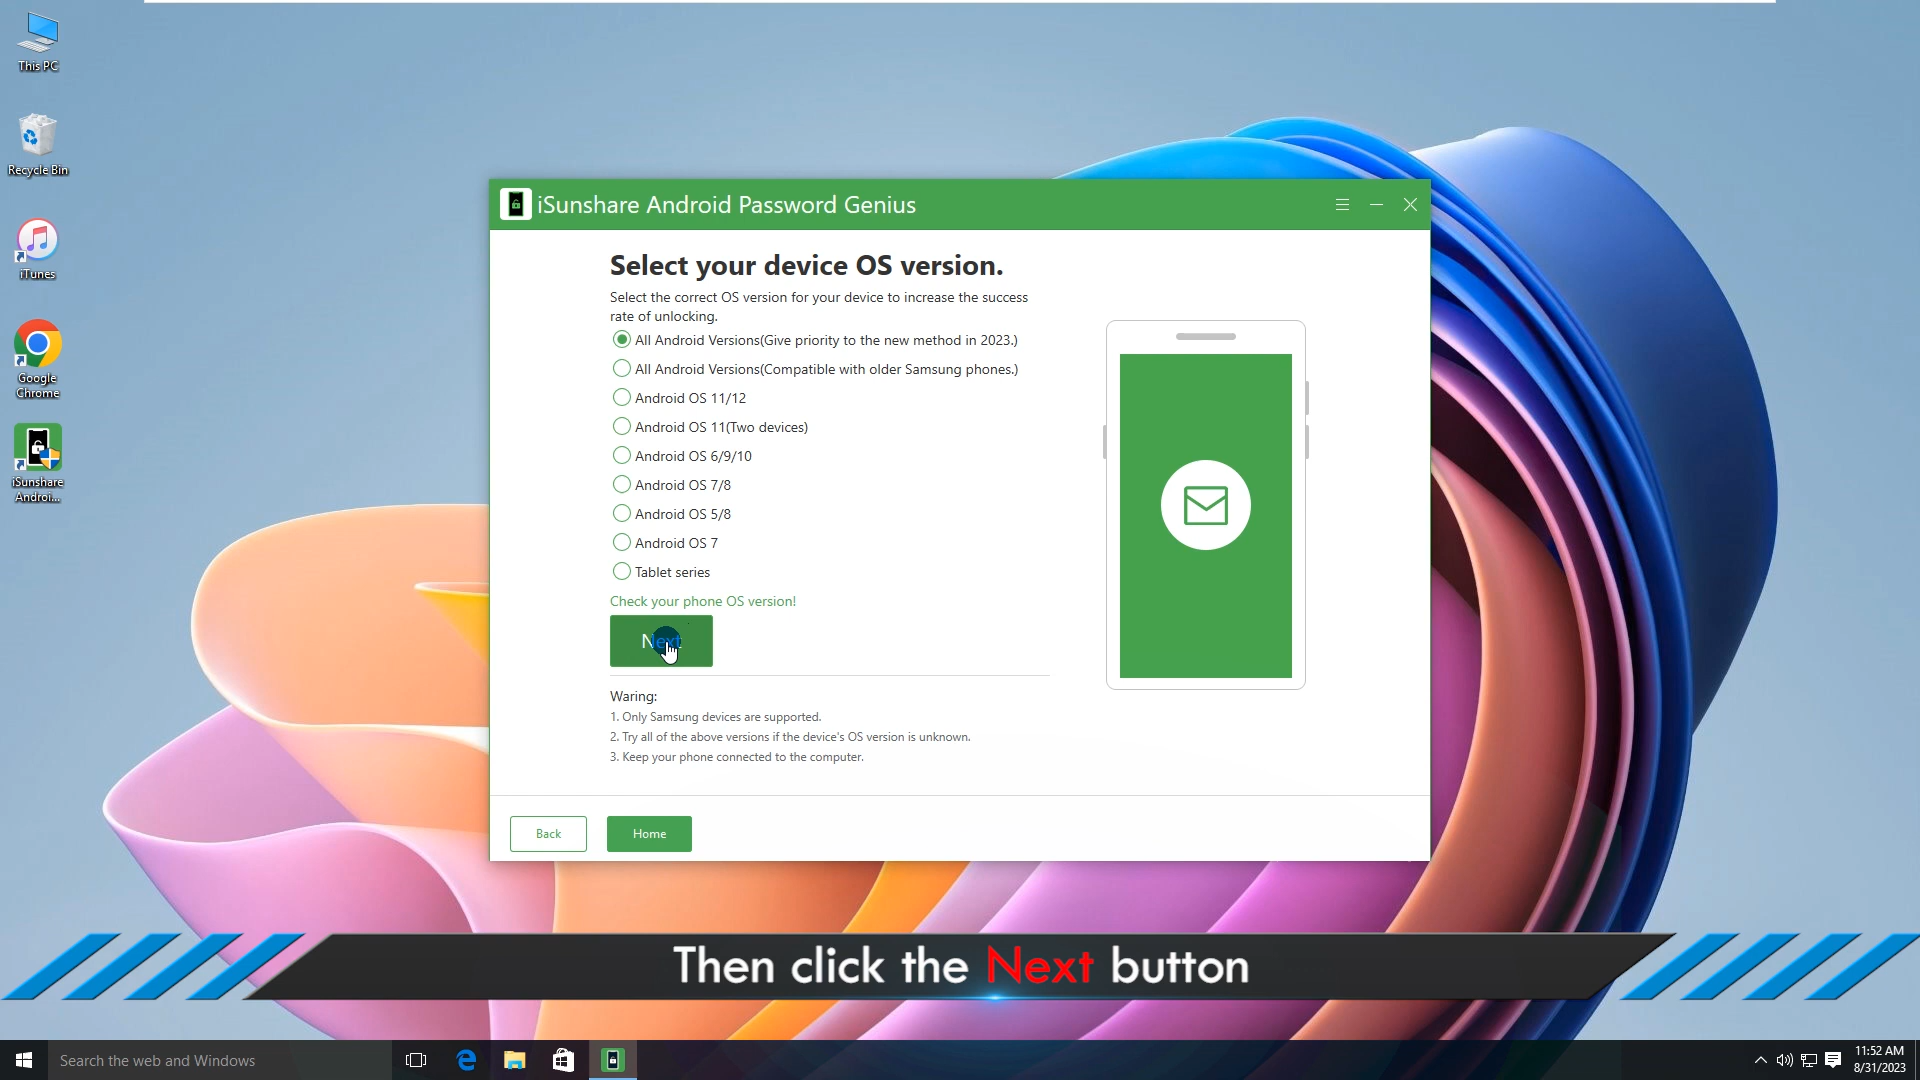 This PC
Recycle Bin
iTunes
Google
Chrome
iSunshare
Androi...
iSunshare Android Password Genius
Select your device OS version.
Select the correct OS version for your device to increase the success
rate of unlocking.
All Android Versions(Give priority to the new method in 2023.)
All Android Versions(Compatible with older Samsung phones.)
Android OS 11/12
Android OS 11(Two devices)
Android OS 6/9/10
Android OS 7/8
Android OS 5/8
Android OS 7
Tablet series
Check your phone OS version!
Next
Waring:
1. Only Samsung devices are supported.
2. Try all of the above versions if the device's OS version is unknown.
3. Keep your phone connected to the computer.
Back
Home
Then click the Next button
Search the web and Windows
11:52 AM
8/31/2023